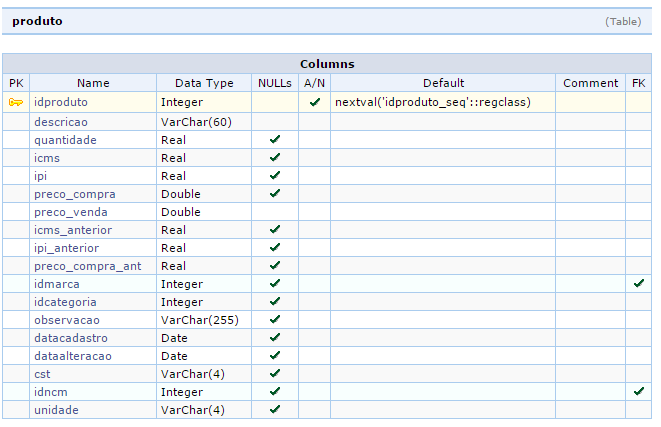 produto (Table)
Columns
PK Name Data Type NULLs A/N Default Comment FK
idproduto Integer nextval('idproduto_seq'::regclass)
descricao VarChar(60)
quantidade Real
icms Real
ipi Real
preco_compra Double
preco_venda Double
icms_anterior Real
ipi_anterior Real
preco_compra_ant Real
idmarca Integer
idcategoria Integer
observacao VarChar(255)
datacadastro Date
dataalteracao Date
cst VarChar(4)
idncm Integer
unidade VarChar(4)